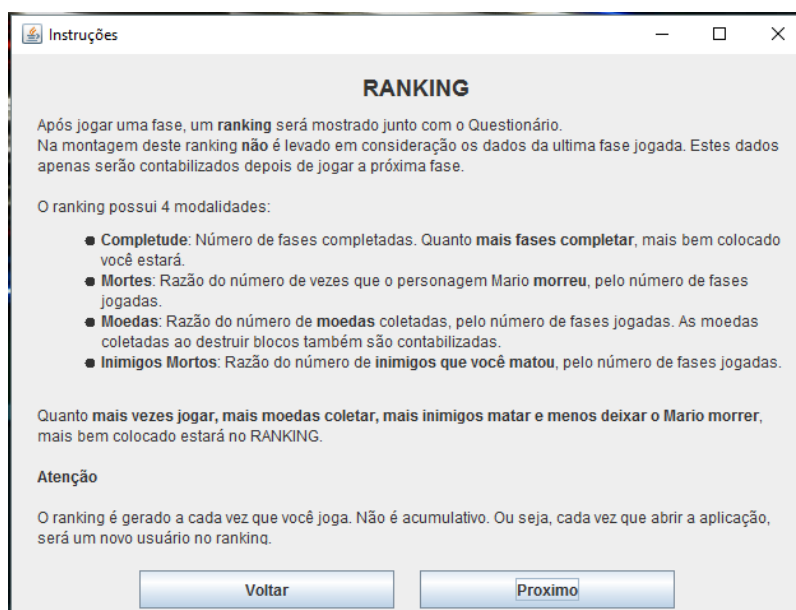 Instruções
RANKING
Após jogar uma fase, um ranking será mostrado junto com o Questionário.
Na montagem deste ranking não é levado em consideração os dados da ultima fase jogada. Estes dados
apenas serão contabilizados depois de jogar a próxima fase.
O ranking possui 4 modalidades:
Completude: Número de fases completadas. Quanto mais fases completar, mais bem colocado
você estará.
Mortes: Razão do número de vezes que o personagem Mario morreu, pelo número de fases
jogadas.
Moedas: Razão do número de moedas coletadas, pelo número de fases jogadas. As moedas
coletadas ao destruir blocos também são contabilizadas.
Inimigos Mortos: Razão do número de inimigos que você matou, pelo número de fases jogadas.
Quanto mais vezes jogar, mais moedas coletar, mais inimigos matar e menos deixar o Mario morrer,
mais bem colocado estará no RANKING.
Atenção
O ranking é gerado a cada vez que você joga. Não é acumulativo. Ou seja, cada vez que abrir a aplicação,
será um novo usuário no ranking.
Voltar
Proximo